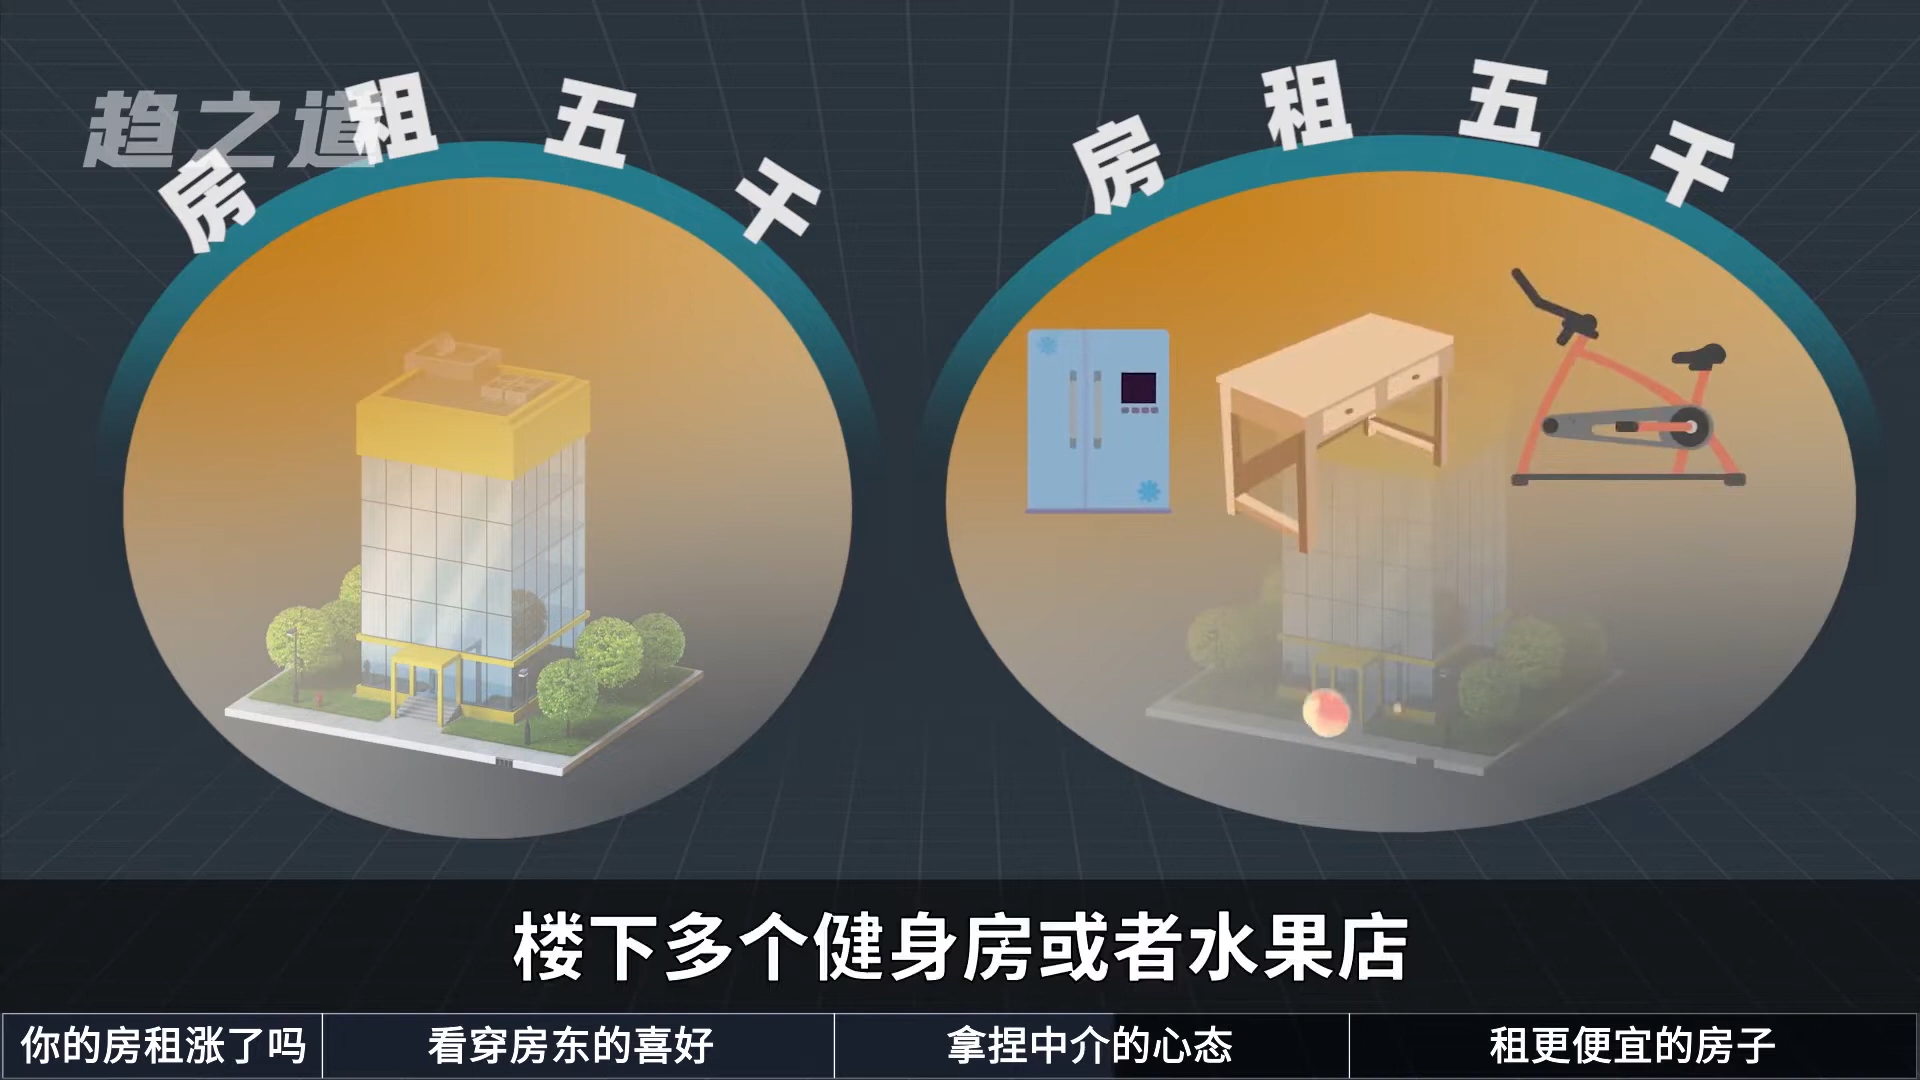 趋之道
房租五千
房租五千
楼下多个健身房或者水果店
你的房租涨了吗
看穿房东的喜好
拿捏中介的心态
租更便宜的房子